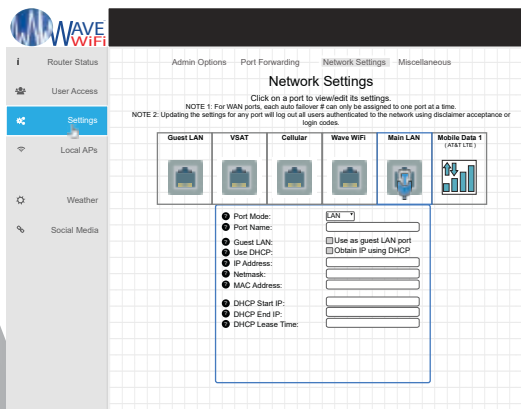 WAVE
WiFi
i Router Status
User Access
Settings
Local APs
Weather
Social Media
Admin Options Port Forwarding Network Settings Miscellaneous
Network Settings
Click on a port to view/edit its settings.
NOTE 1: For WAN ports, each auto failover # can only be assigned to one port at a time.
NOTE 2: Updating the settings for any port will log out all users authenticated to the network using disclaimer acceptance or
login codes.
Guest LAN VSAT Cellular Wave WiFi Main LAN Mobile Data 1
( AT&T LTE )
? Port Mode: LAN
? Port Name:
? Guest LAN: Use as guest LAN port
? Use DHCP: Obtain IP using DHCP
? IP Address:
? Netmask:
? MAC Address:
? DHCP Start IP:
? DHCP End IP:
? DHCP Lease Time: